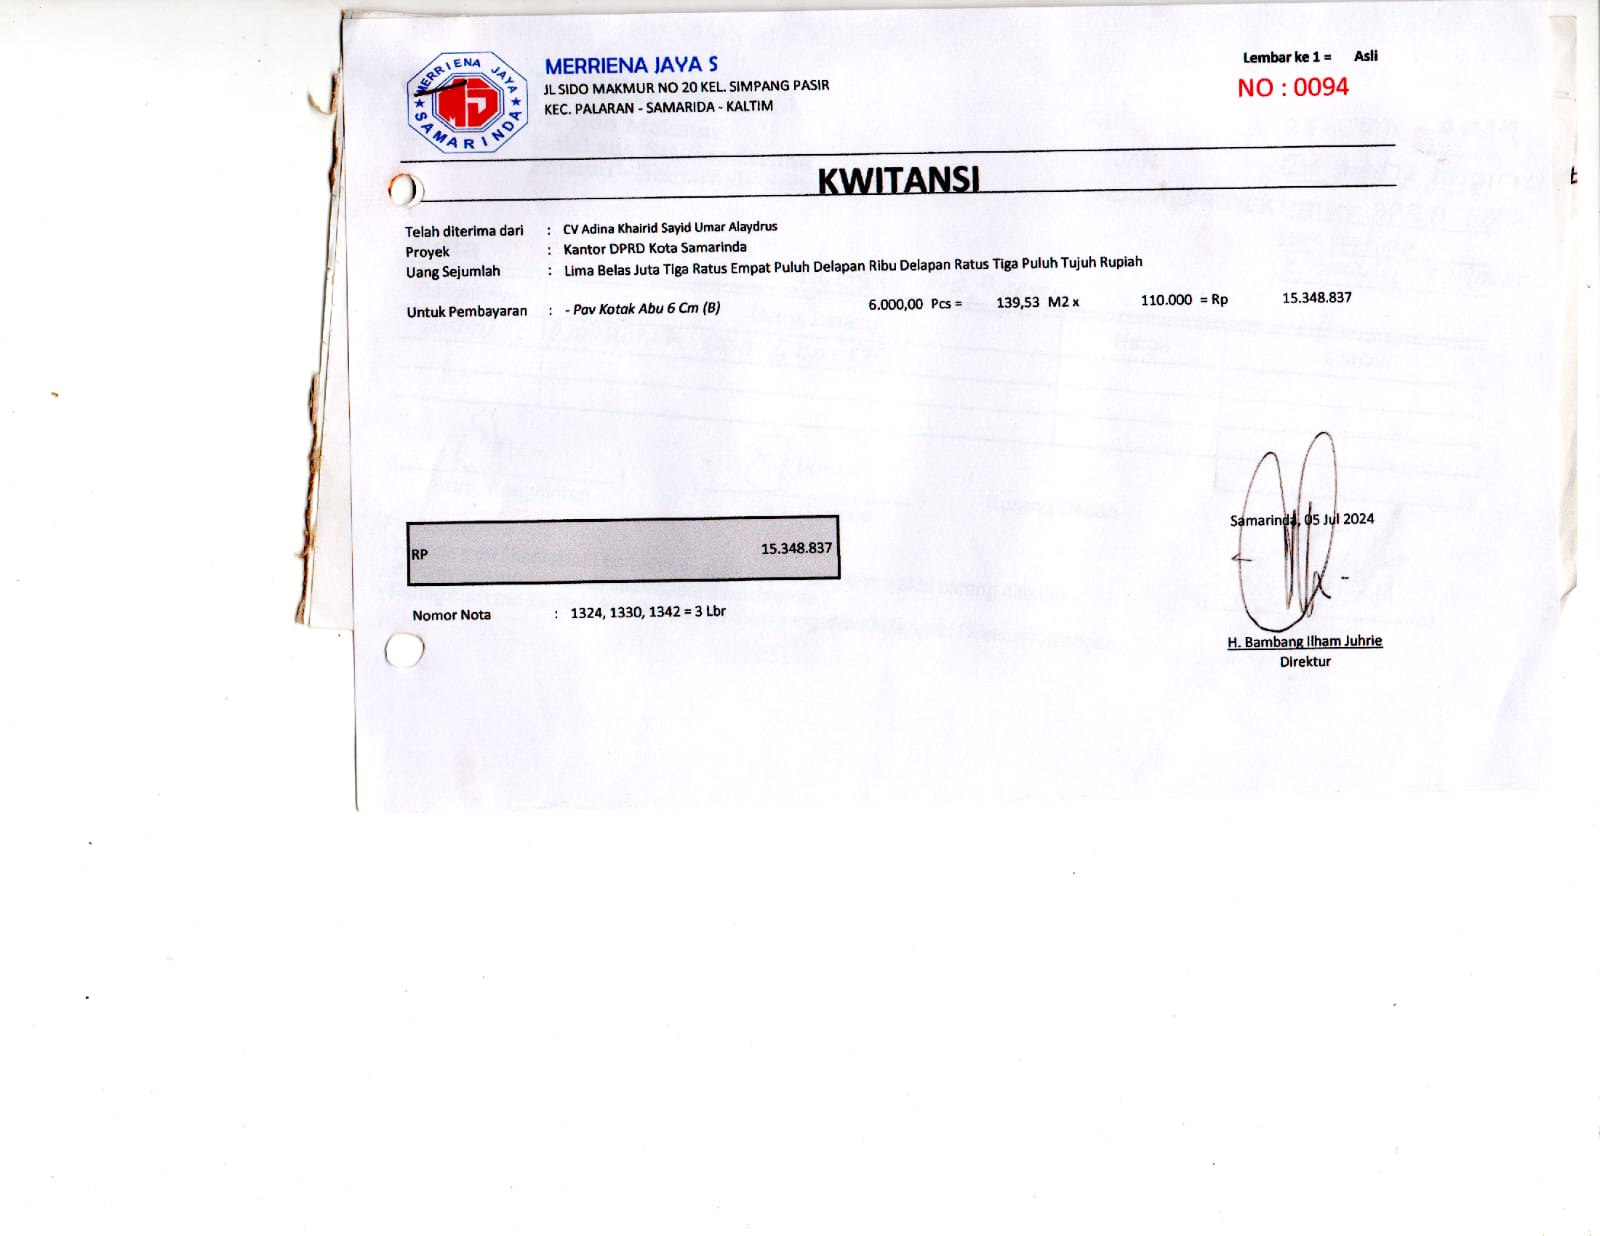 MERRIENA JAYA
SAMARINDA
MERRIENA JAYA S
JL SIDO MAKMUR NO 20 KEL. SIMPANG PASIR
KEC. PALARAN - SAMARIDA - KALTIM
Lembar ke 1 = Asli
NO : 0094
KWITANSI
Telah diterima dari : CV Adina Khairid Sayid Umar Alaydrus
Proyek : Kantor DPRD Kota Samarinda
Uang Sejumlah : Lima Belas Juta Tiga Ratus Empat Puluh Delapan Ribu Delapan Ratus Tiga Puluh Tujuh Rupiah
Untuk Pembayaran : - Pav Kotak Abu 6 Cm (B) 6.000,00 Pcs = 139,53 M2 x 110.000 = Rp 15.348.837
Samarinda, 05 Jul 2024
RP 15.348.837
Nomor Nota : 1324, 1330, 1342 = 3 Lbr
H. Bambang Ilham Juhrie
Direktur